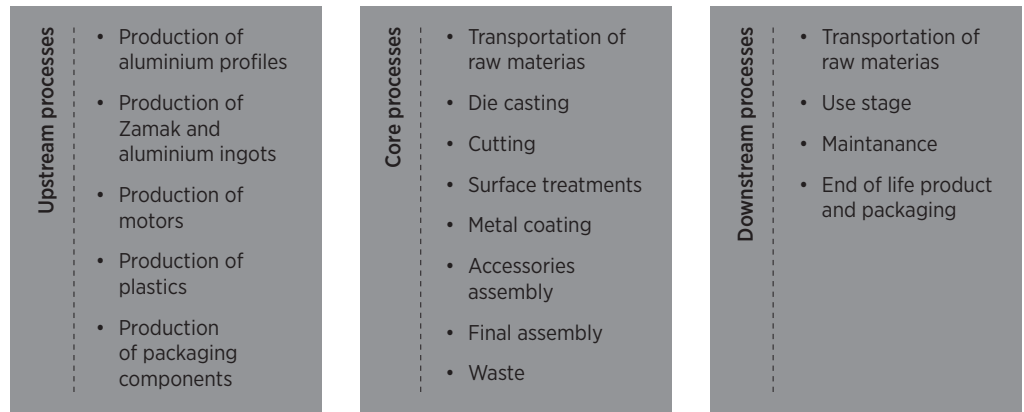 Upstream processes
• Production of
aluminium profiles
• Production of
Zamak and
aluminium ingots
• Production of
motors
• Production of
plastics
• Production
of packaging
components
Core processes
• Transportation of
raw materias
• Die casting
• Cutting
• Surface treatments
• Metal coating
• Accessories
assembly
• Final assembly
• Waste
Downstream processes
• Transportation of
raw materias
• Use stage
• Maintanance
• End of life product
and packaging